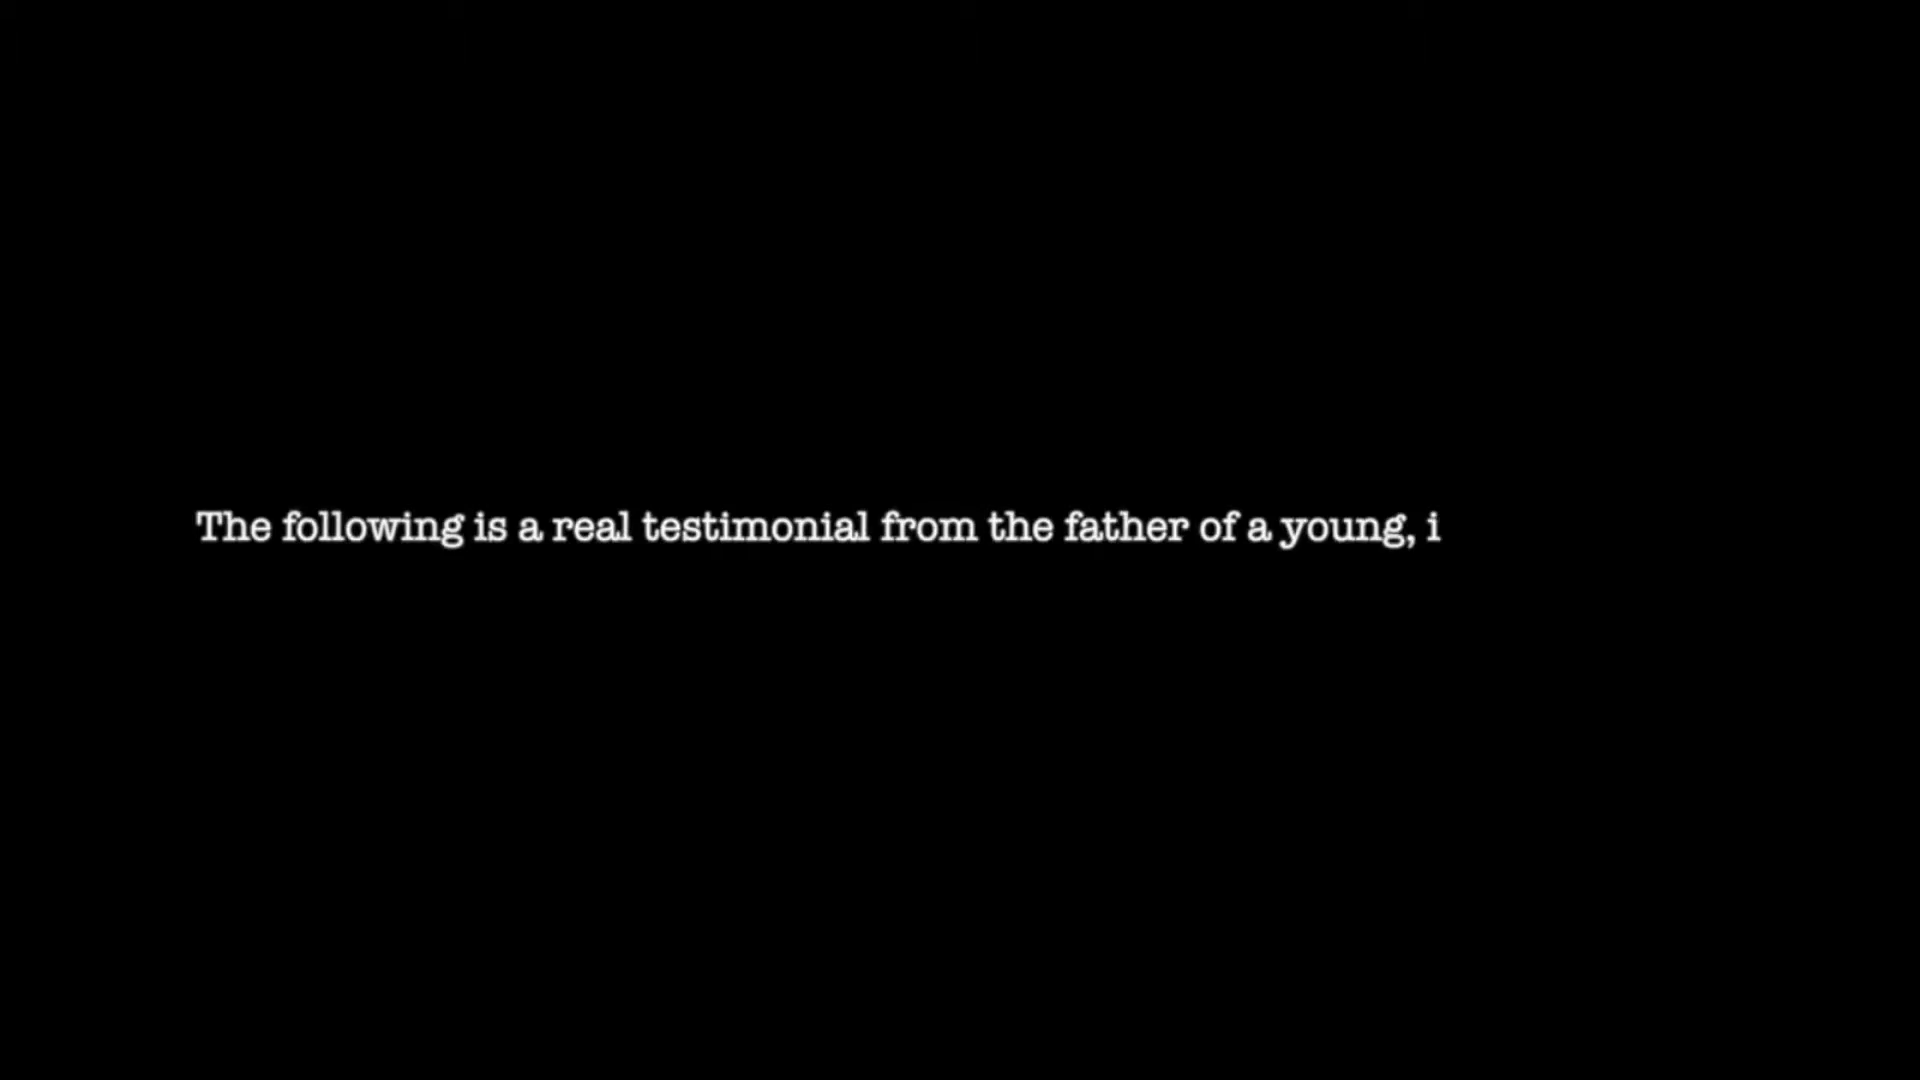 The following is a real testimonial from the father of a young, i